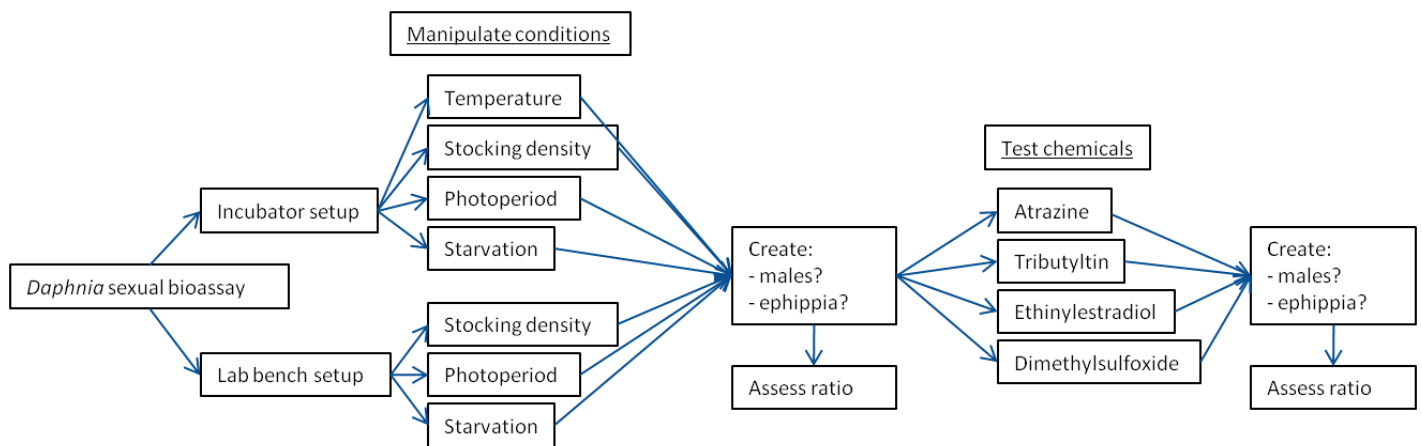 Manipulate conditions
Temperature
Stocking density
Photoperiod
Starvation
Incubator setup
Daphnia sexual bioassay
Lab bench setup
Stocking density
Photoperiod
Starvation
Create:
- males?
- ephippia?
Assess ratio
Test chemicals
Atrazine
Tributyltin
Ethinylestradiol
Dimethylsulfoxide
Create:
- males?
- ephippia?
Assess ratio